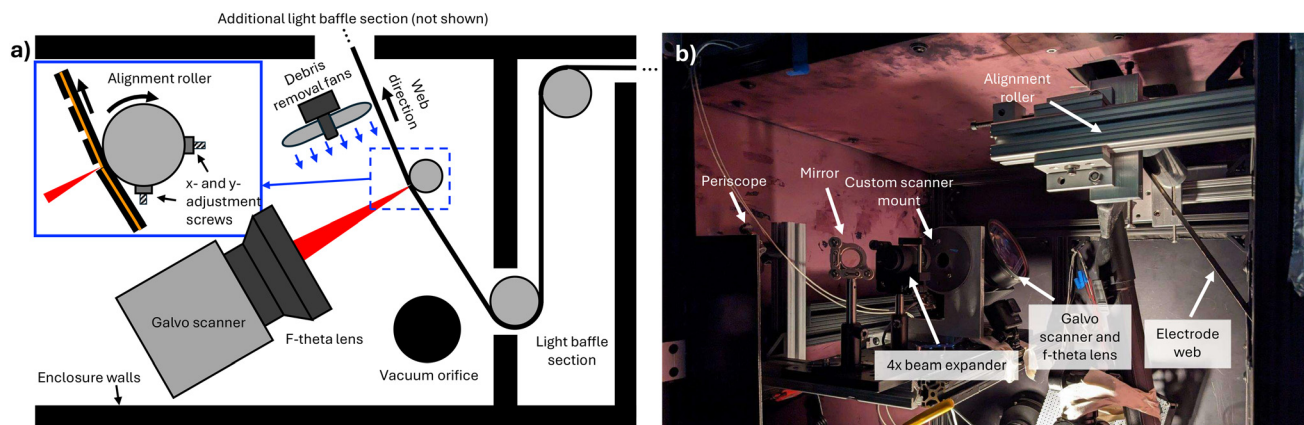 Additional light baffle section (not shown)
a)
Alignment roller
Debris
removal fans
Web
direction
x- and y-
adjustment
screws
Galvo scanner
F-theta lens
Vacuum orifice
Light baffle
section
Enclosure walls
b)
Alignment
roller
Periscope
Mirror
Custom scanner
mount
4x beam expander
Galvo
scanner and
f-theta lens
Electrode
web